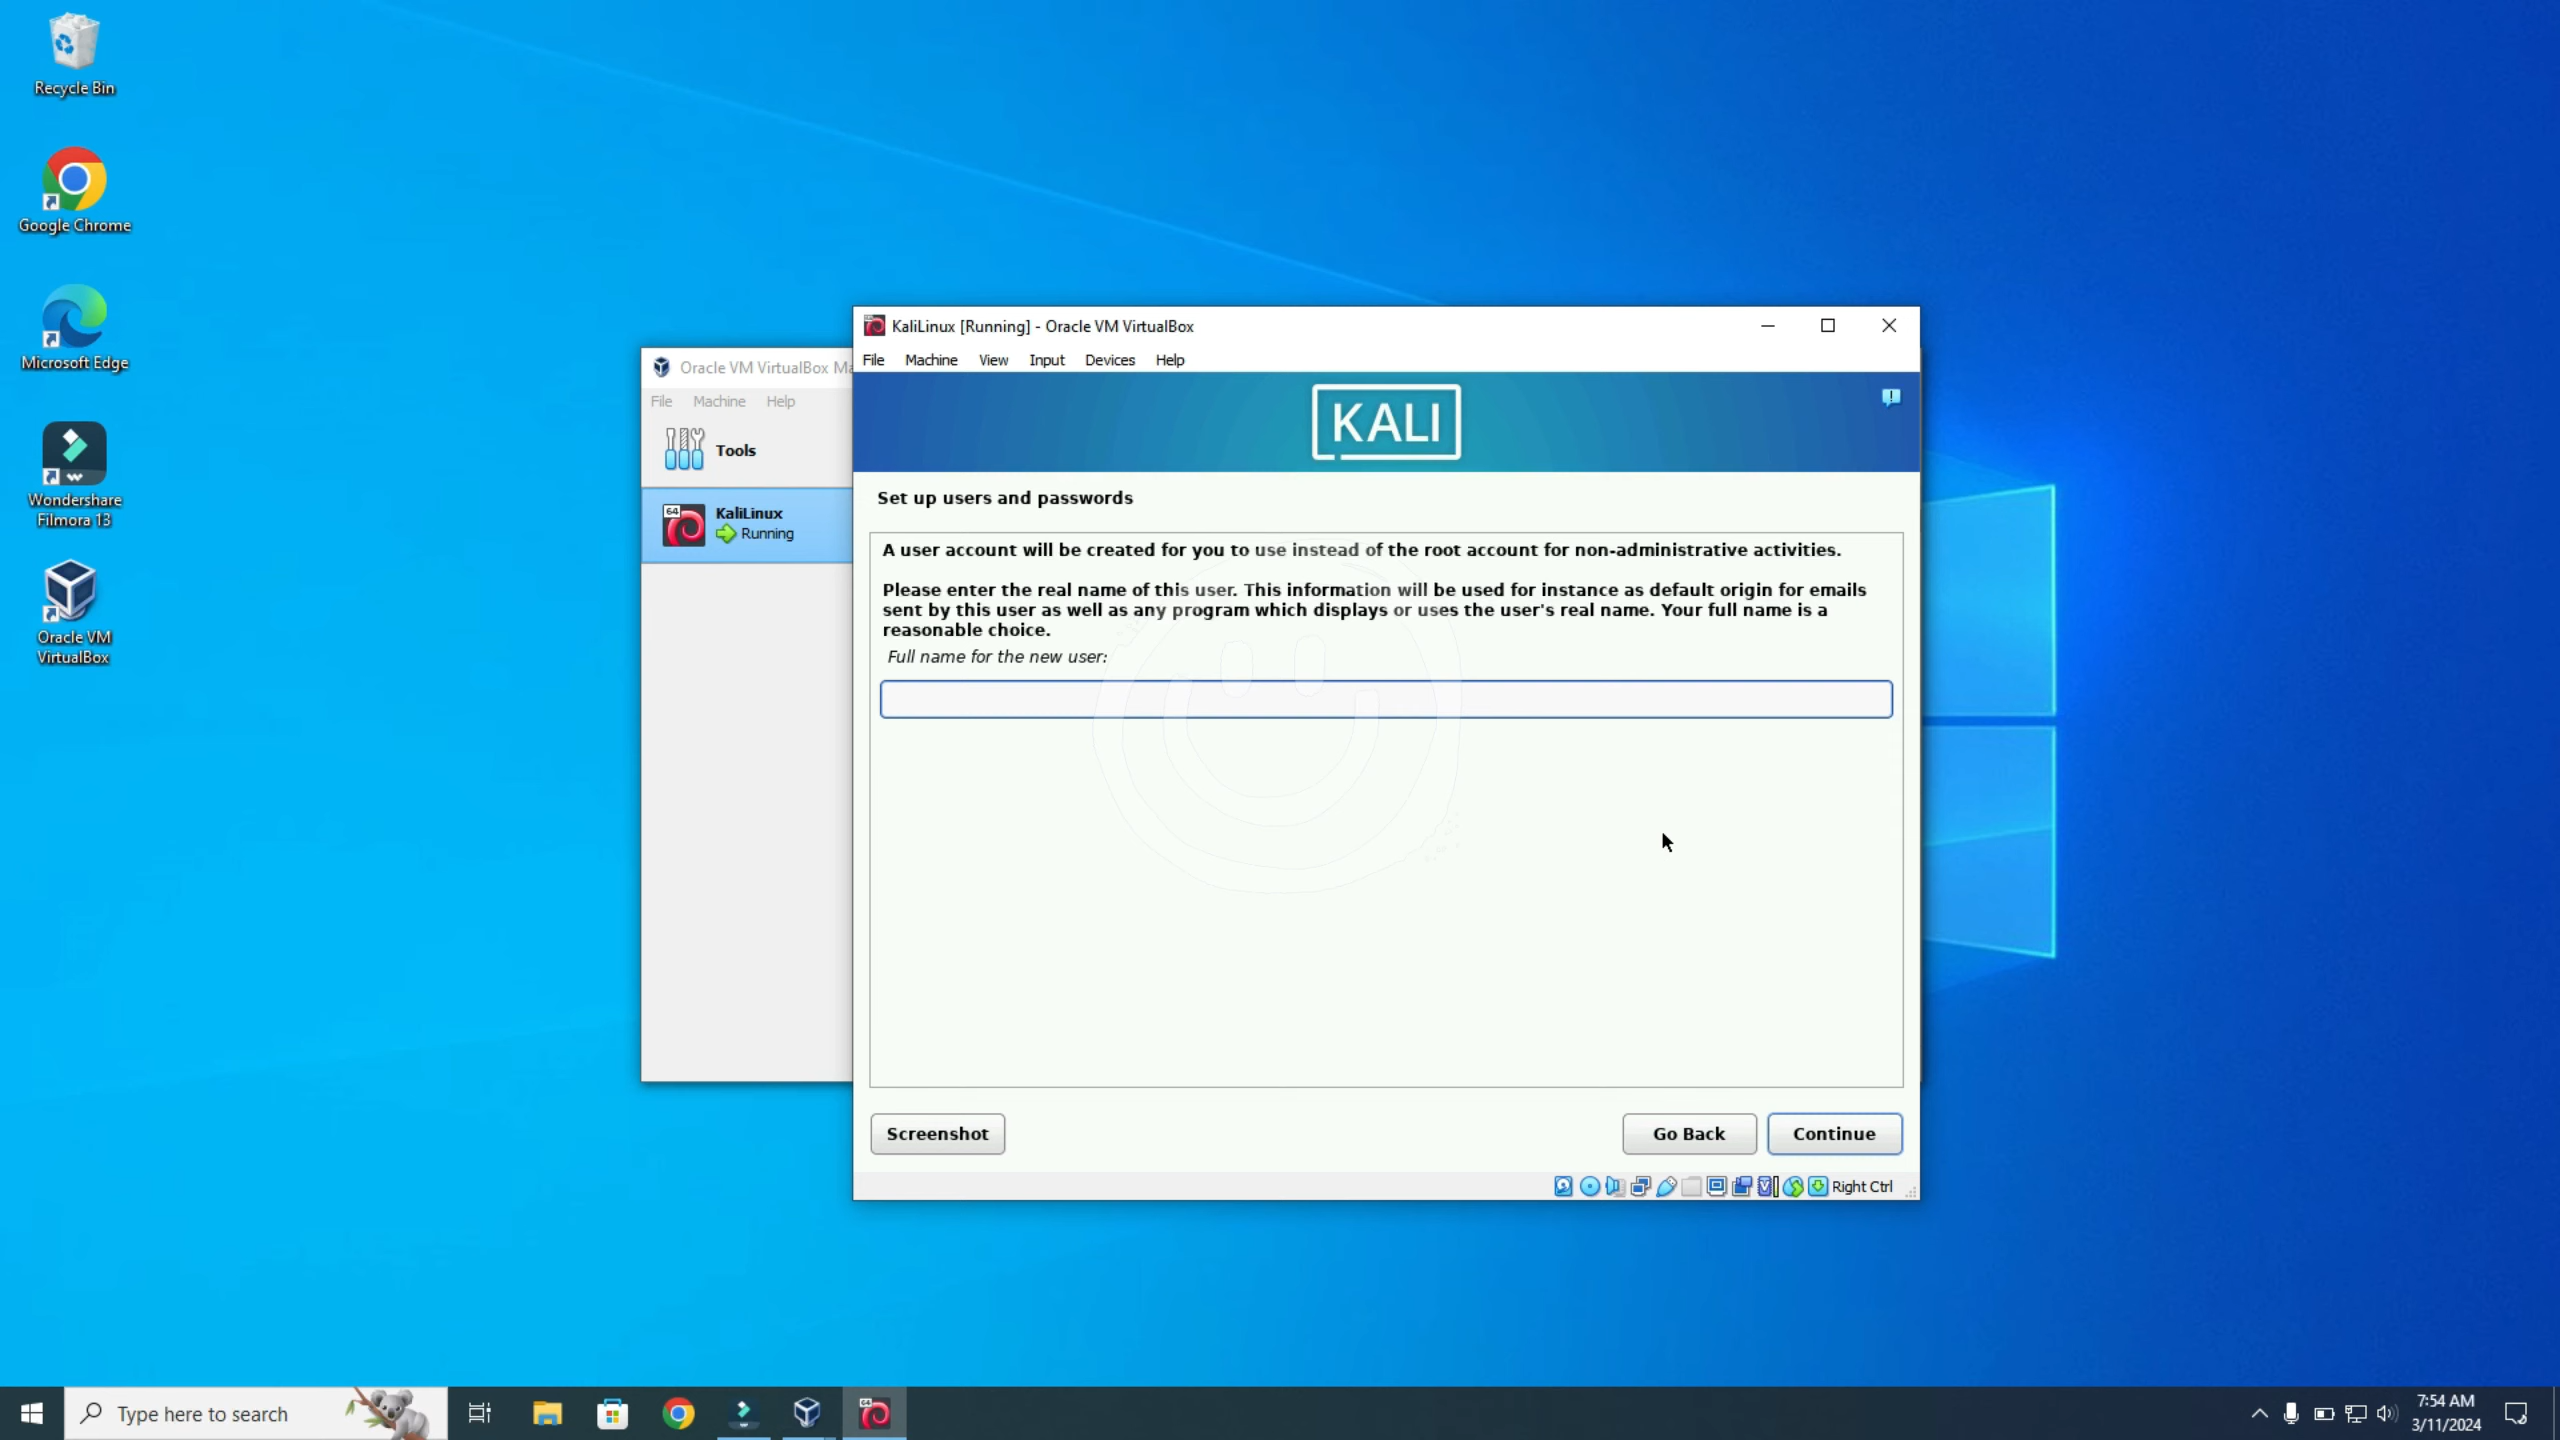 Recycle Bin
Google Chrome
Microsoft Edge
Wondershare
Filmora 13
Oracle VM
VirtualBox
Oracle VM VirtualBox Ma
File Machine Help
Tools
64
KaliLinux
Running
KaliLinux [Running] - Oracle VM VirtualBox
File Machine View Input Devices Help
KALI
Set up users and passwords
A user account will be created for you to use instead of the root account for non-administrative activities.
Please enter the real name of this user. This information will be used for instance as default origin for emails
sent by this user as well as any program which displays or uses the user's real name. Your full name is a
reasonable choice.
Full name for the new user:
Screenshot
Go Back
Continue
Right Ctrl
Type here to search
64
7:54 AM
3/11/2024